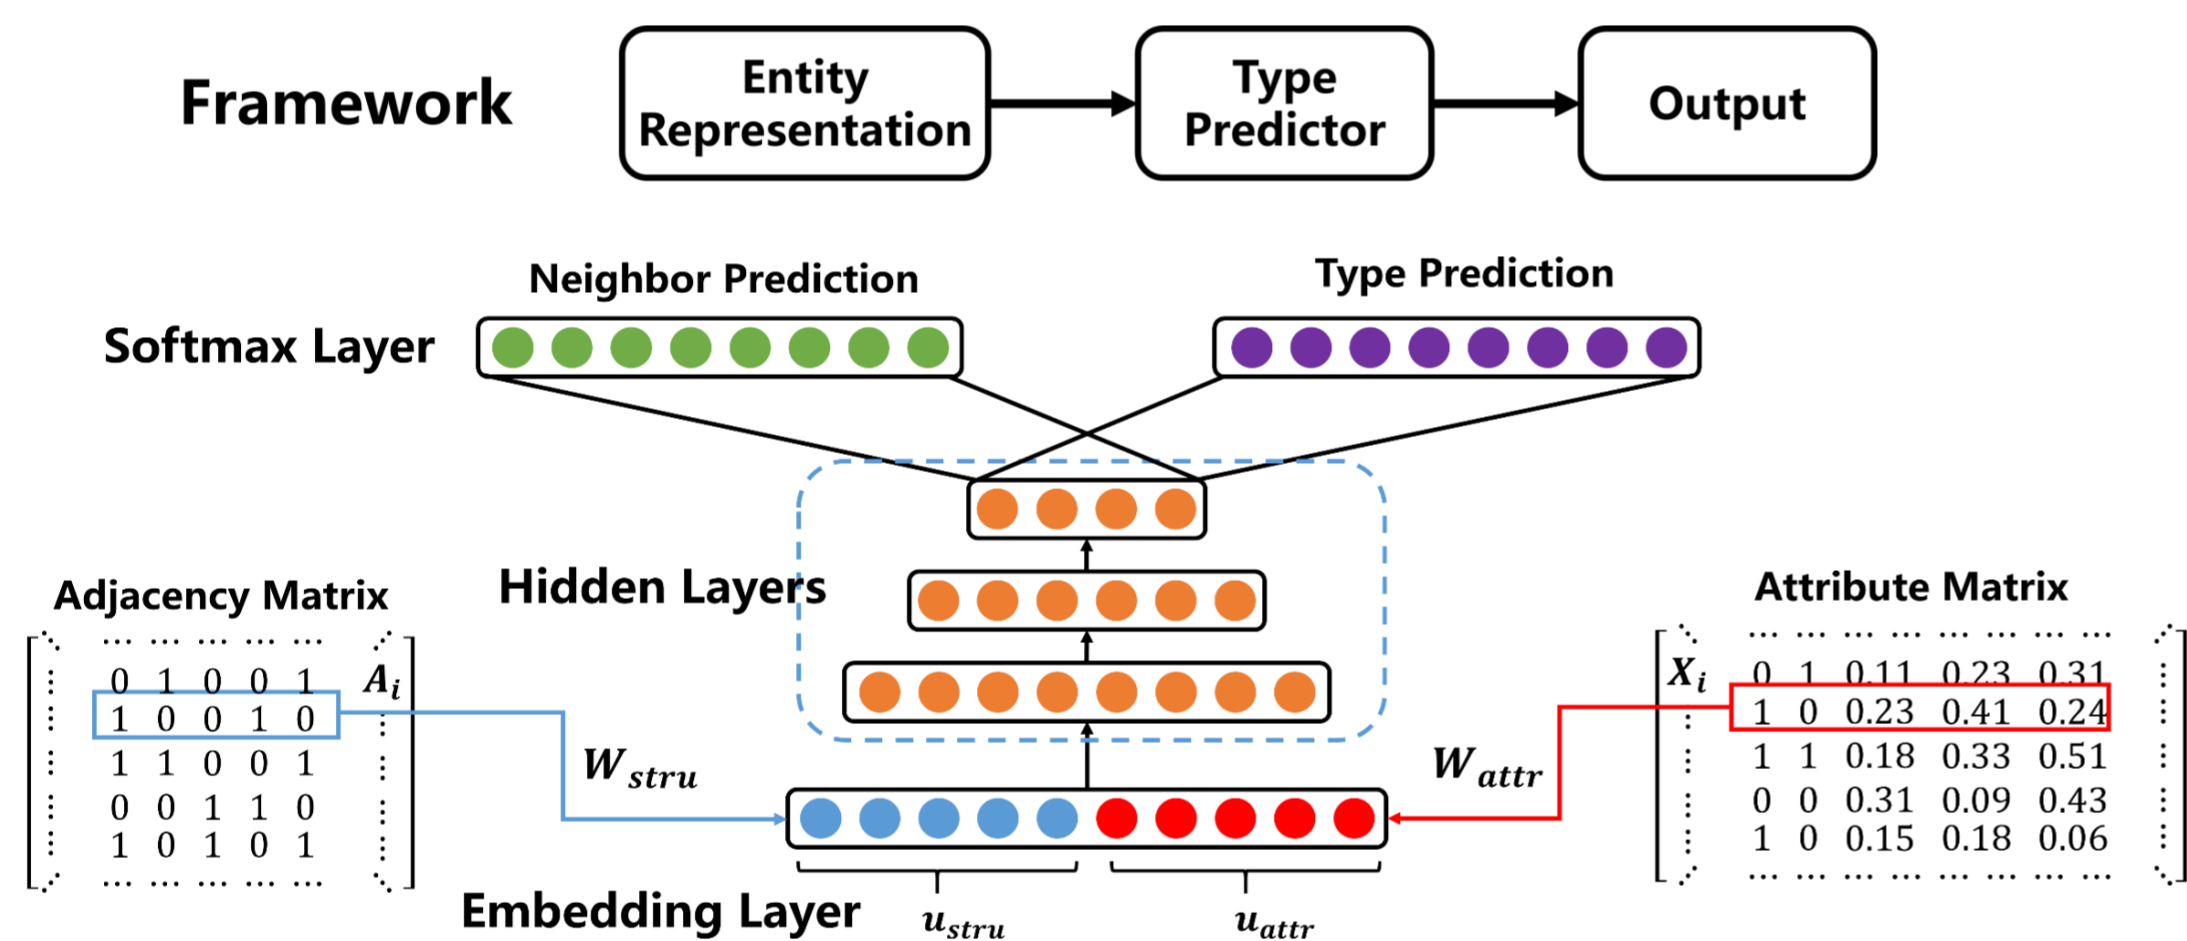 Framework
Entity
Representation
Type
Predictor
Output
Neighbor Prediction
Type Prediction
Softmax Layer
Hidden Layers
Adjacency Matrix
… … … … …
0 1 0 0 1
A_i
1 0 0 1 0
1 1 0 0 1
0 0 1 1 0
1 0 1 0 1
… … … … …
W_stru
Attribute Matrix
… … … … … … …
X_i
0 1 0.11 0.23 0.31
1 0 0.23 0.41 0.24
1 1 0.18 0.33 0.51
0 0 0.31 0.09 0.43
1 0 0.15 0.18 0.06
… … … … … … …
W_attr
Embedding Layer
u_stru
u_attr